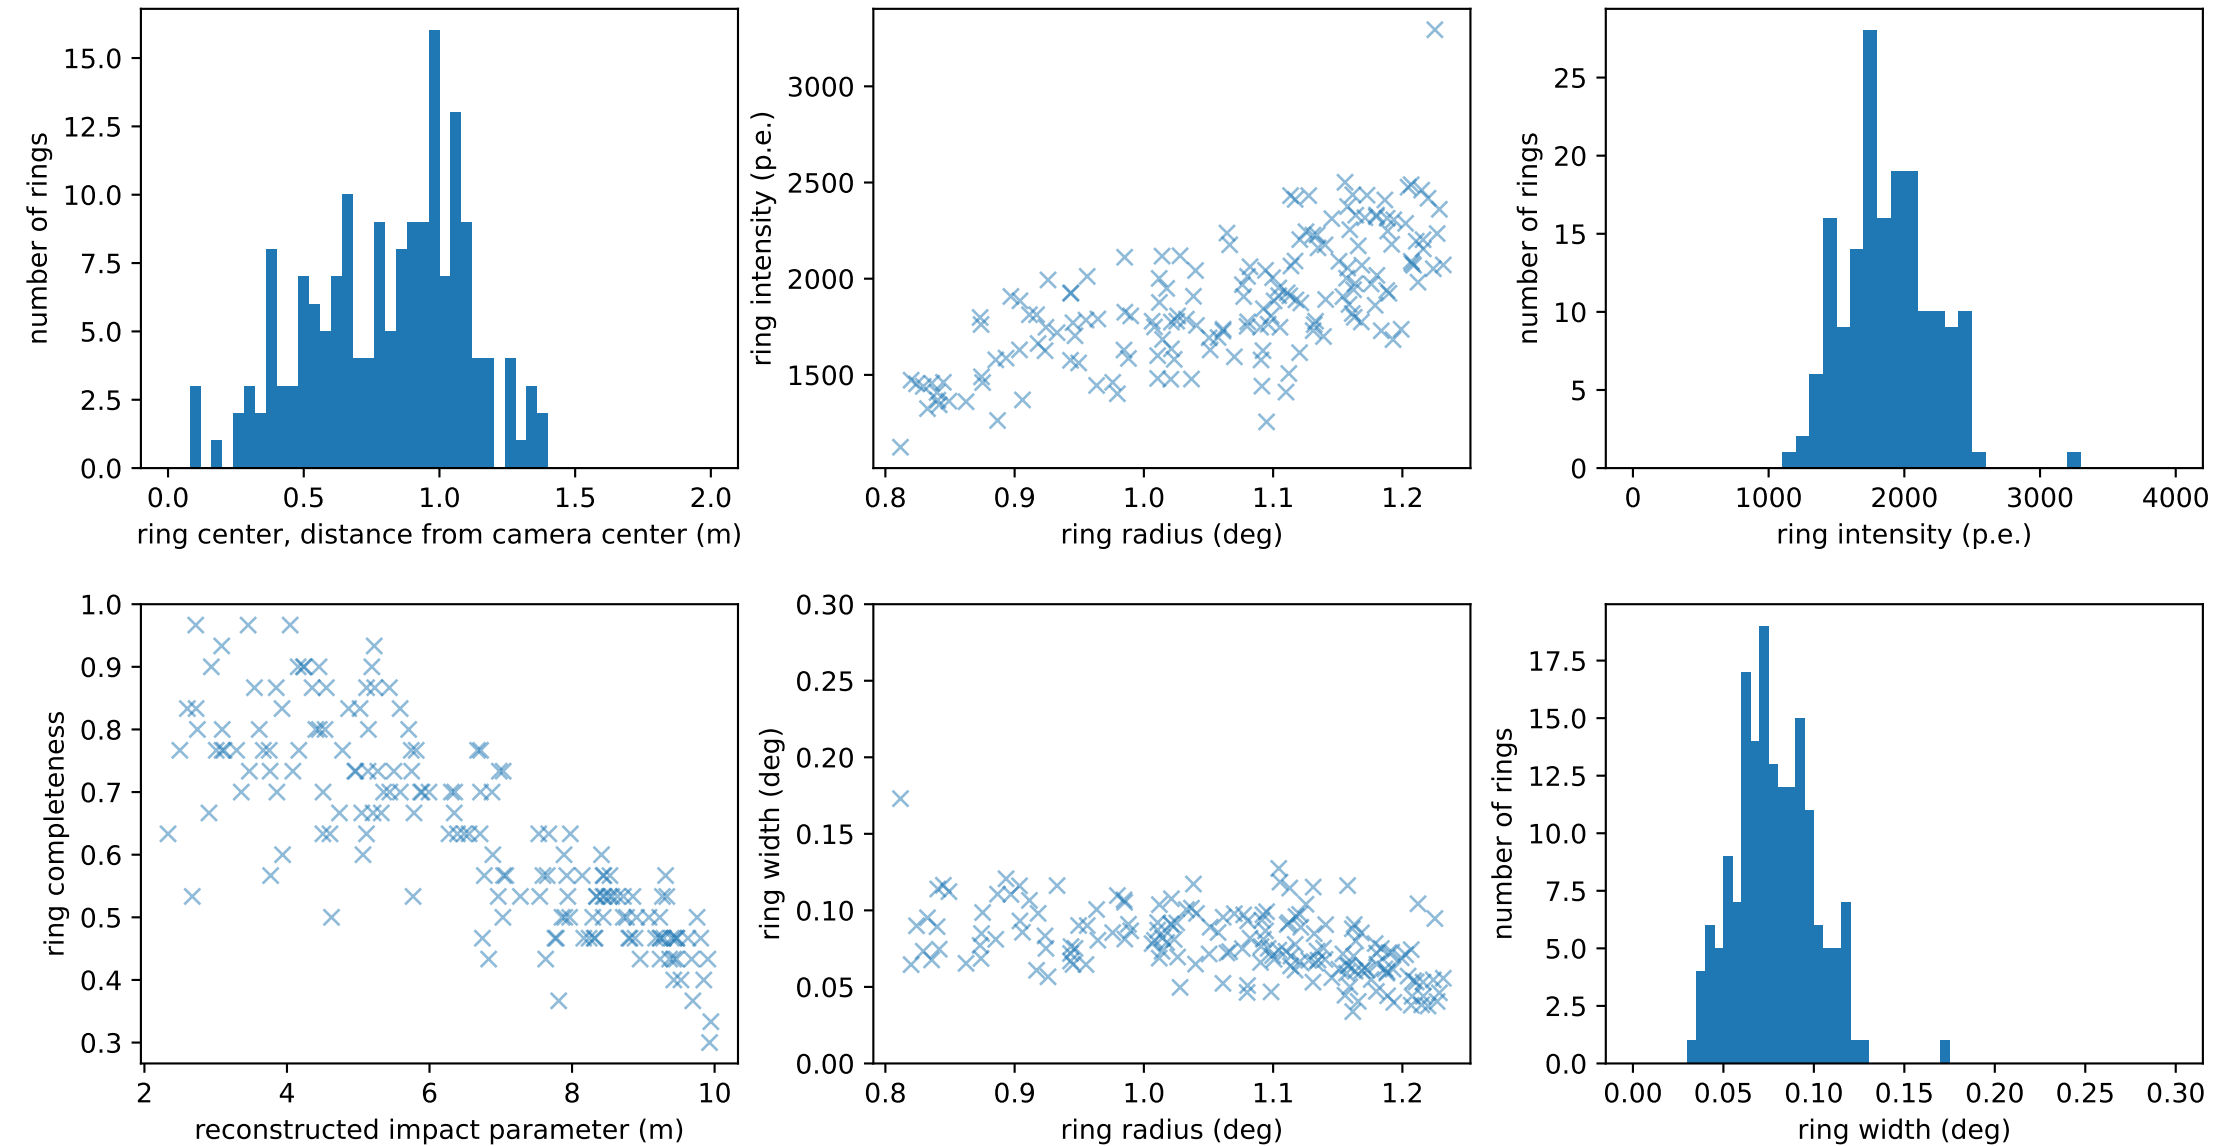 15.0
12.5
10.0
7.5
5.0
2.5
0.0
number of rings
0.0 0.5 1.0 1.5 2.0
ring center, distance from camera center (m)
3000
2500
2000
1500
ring intensity (p.e.)
0.8 0.9 1.0 1.1 1.2
ring radius (deg)
25
20
15
10
5
0
number of rings
0 1000 2000 3000 4000
ring intensity (p.e.)
1.0
0.9
0.8
0.7
0.6
0.5
0.4
0.3
ring completeness
2 4 6 8 10
reconstructed impact parameter (m)
0.30
0.25
0.20
0.15
0.10
0.05
0.00
ring width (deg)
0.8 0.9 1.0 1.1 1.2
ring radius (deg)
17.5
15.0
12.5
10.0
7.5
5.0
2.5
0.0
number of rings
0.00 0.05 0.10 0.15 0.20 0.25 0.30
ring width (deg)